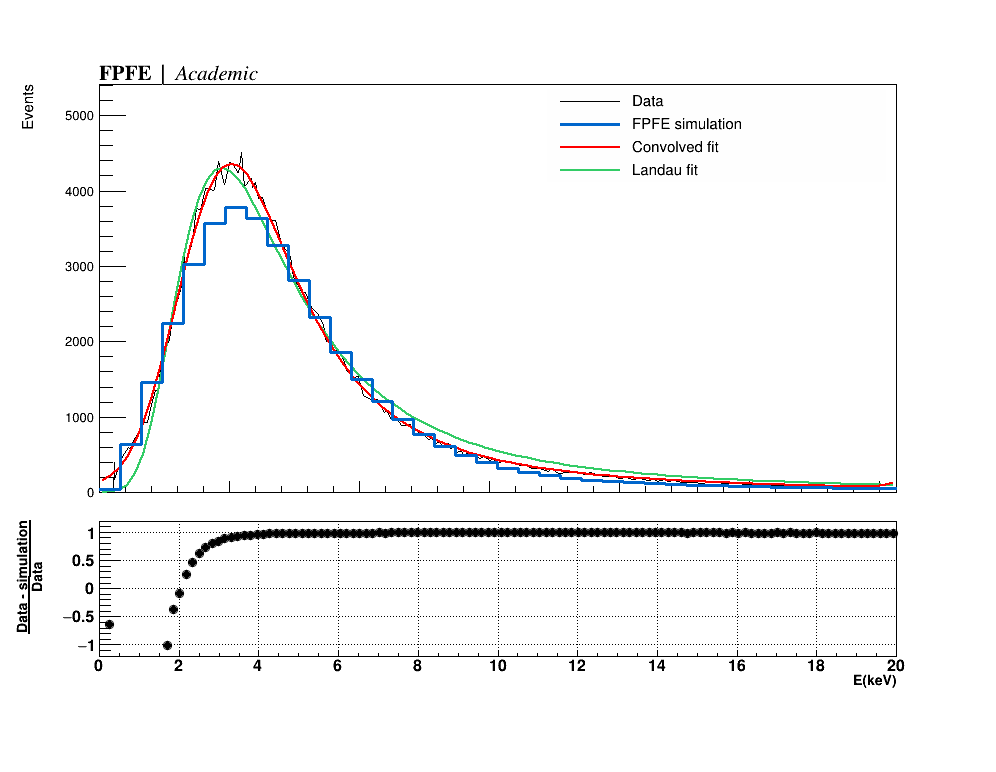 FPFE | Academic
Events
Data
FPFE simulation
Convolved fit
Landau fit
5000
4000
3000
2000
1000
0
Data - simulation
Data
1
0.5
0
−0.5
−1
0 2 4 6 8 10 12 14 16 18 20
E(keV)